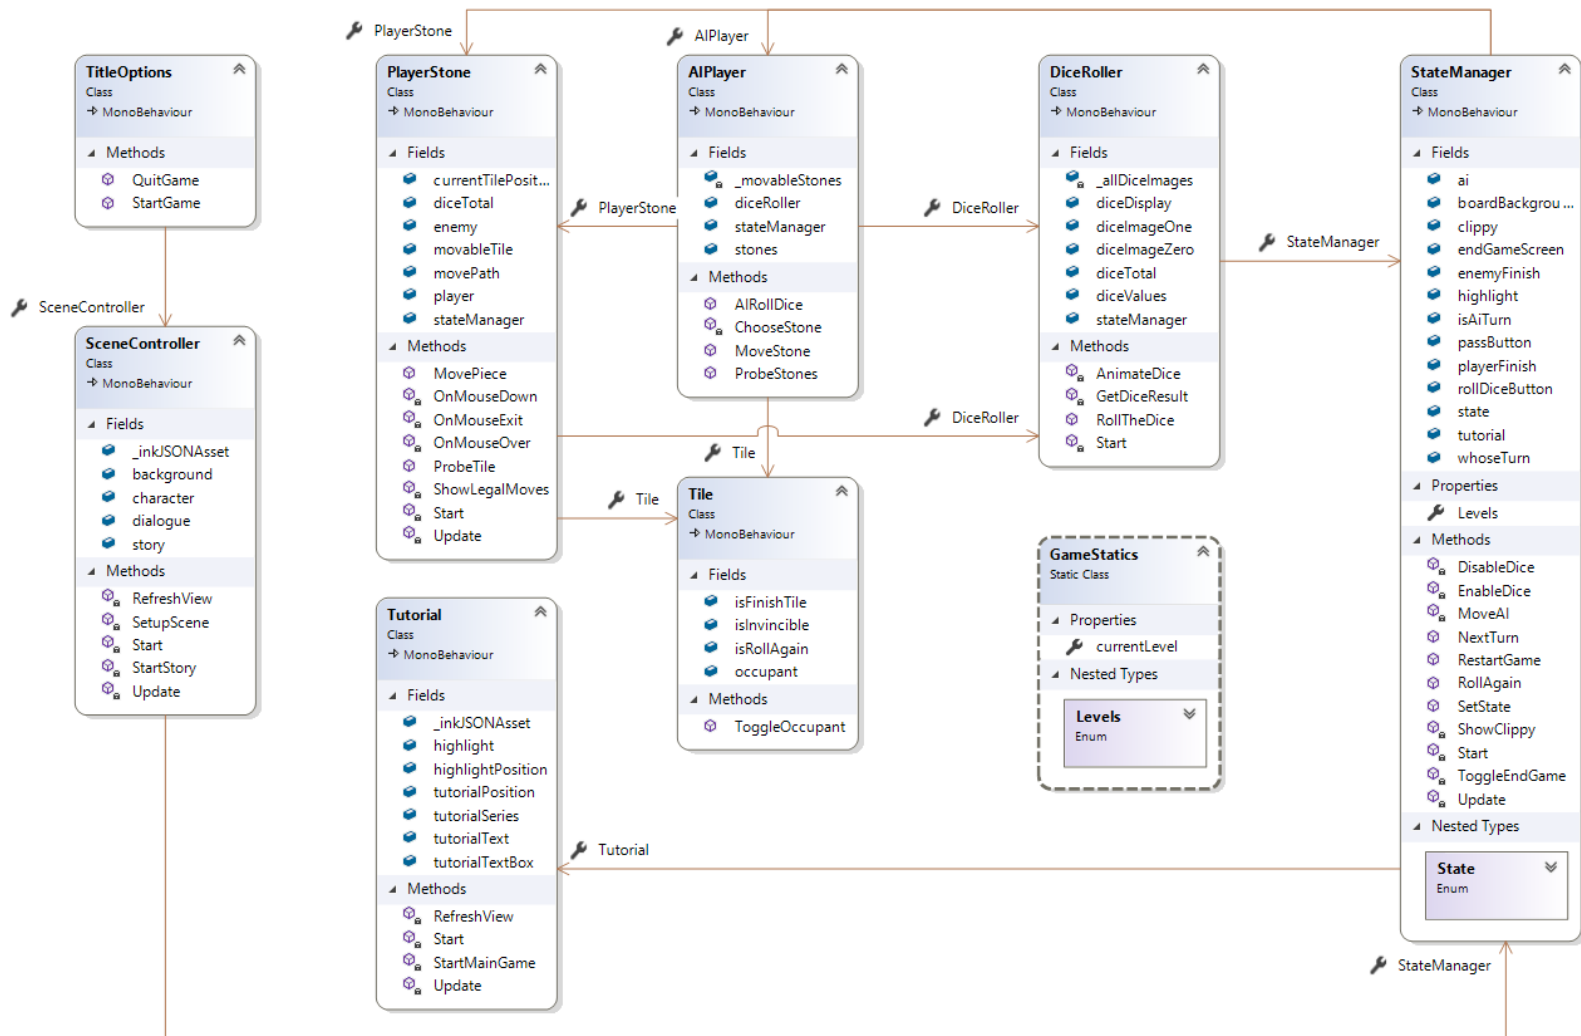 PlayerStone
AIPlayer
TitleOptions
Class
MonoBehaviour
Methods
QuitGame
StartGame
SceneController
SceneController
Class
MonoBehaviour
Fields
_inkJSONAsset
background
character
dialogue
story
Methods
RefreshView
SetupScene
Start
StartStory
Update
PlayerStone
Class
MonoBehaviour
Fields
currentTilePosit...
diceTotal
enemy
movableTile
movePath
player
stateManager
Methods
MovePiece
OnMouseDown
OnMouseExit
OnMouseOver
ProbeTile
ShowLegalMoves
Start
Update
PlayerStone
Tile
Tutorial
Class
MonoBehaviour
Fields
_inkJSONAsset
highlight
highlightPosition
tutorialPosition
tutorialSeries
tutorialText
tutorialTextBox
Methods
RefreshView
Start
StartMainGame
Update
Tutorial
AIPlayer
Class
MonoBehaviour
Fields
_movableStones
diceRoller
stateManager
stones
Methods
AIRollDice
ChooseStone
MoveStone
ProbeStones
Tile
Tile
Class
MonoBehaviour
Fields
isFinishTile
isInvincible
isRollAgain
occupant
Methods
ToggleOccupant
DiceRoller
DiceRoller
DiceRoller
Class
MonoBehaviour
Fields
_allDiceImages
diceDisplay
diceImageOne
diceImageZero
diceTotal
diceValues
stateManager
Methods
AnimateDice
GetDiceResult
RollTheDice
Start
GameStatics
Static Class
Properties
currentLevel
Nested Types
Levels
Enum
StateManager
StateManager
Class
MonoBehaviour
Fields
ai
boardBackgrou...
clippy
endGameScreen
enemyFinish
highlight
isAiTurn
passButton
playerFinish
rollDiceButton
state
tutorial
whoseTurn
Properties
Levels
Methods
DisableDice
EnableDice
MoveAI
NextTurn
RestartGame
RollAgain
SetState
ShowClippy
Start
ToggleEndGame
Update
Nested Types
State
Enum
StateManager